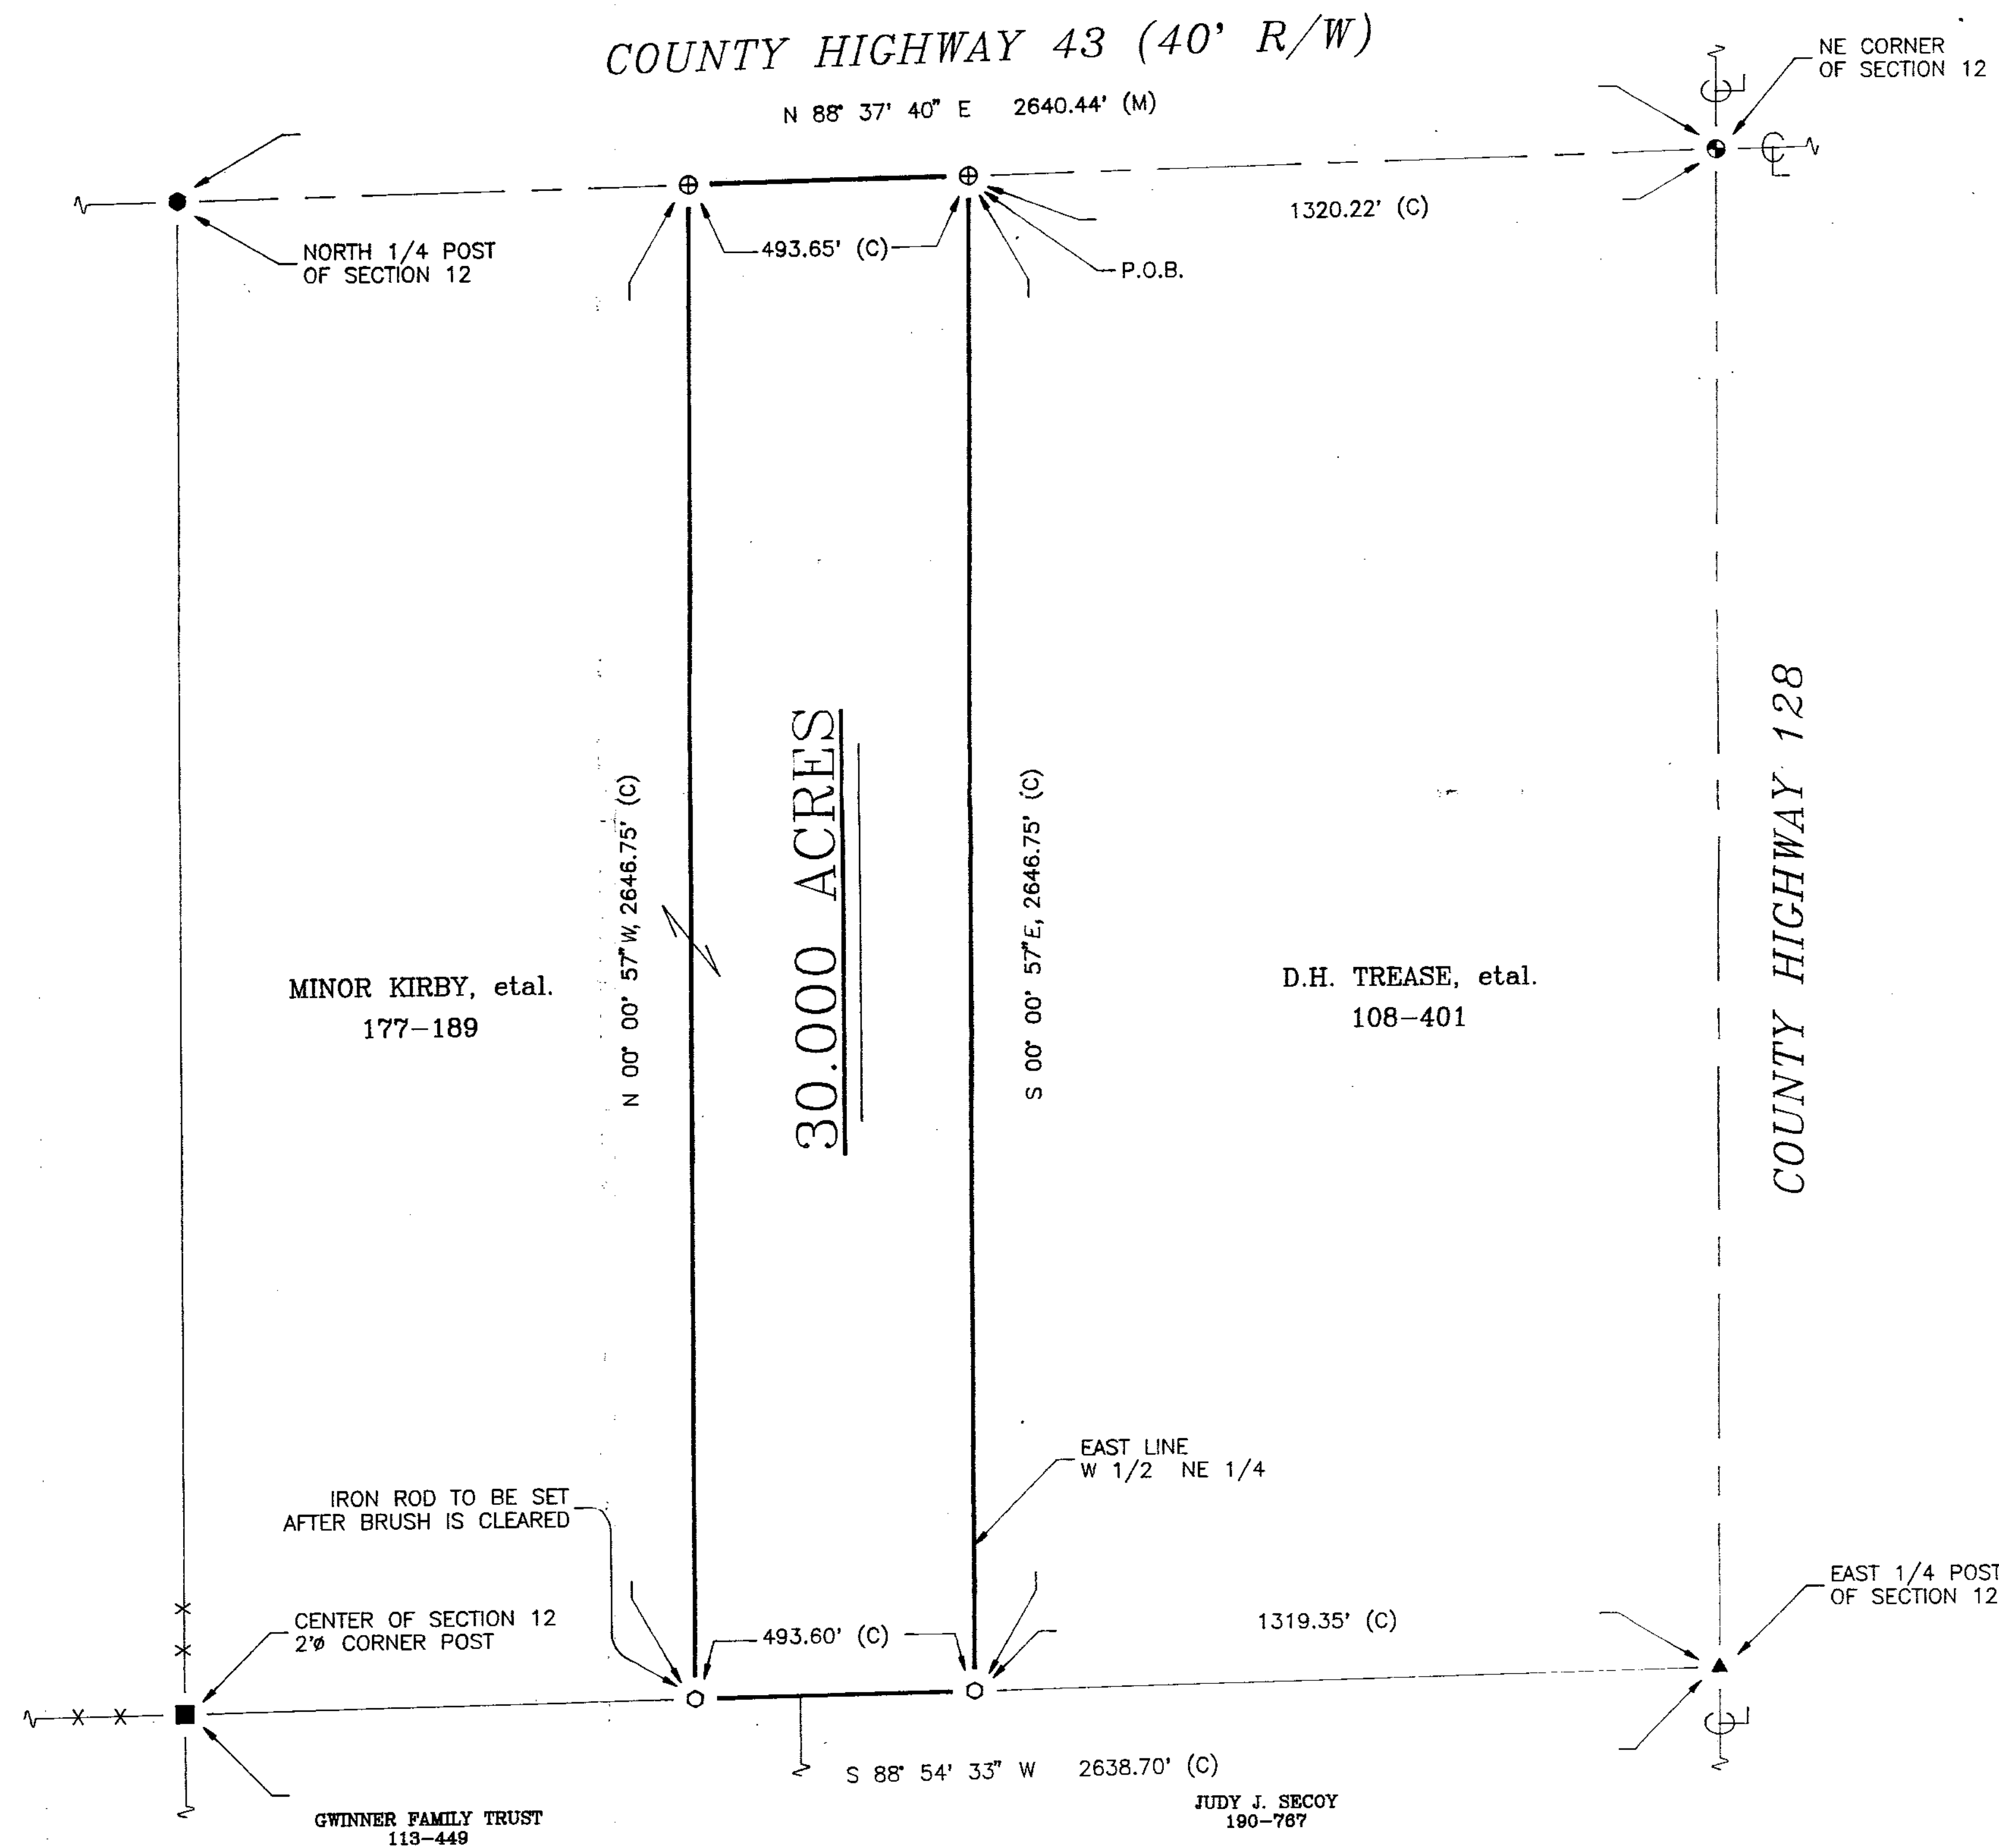 COUNTY HIGHWAY 43 (40' R/W)
N 88° 37' 40" E 2640.44' (M)
NE CORNER
OF SECTION 12
NORTH 1/4 POST
OF SECTION 12
493.65' (C)
P.O.B.
1320.22' (C)
N 00° 00' 57" W, 2646.75' (C)
30.000 ACRES
S 00° 00' 57" E, 2646.75' (C)
COUNTY HIGHWAY 128
MINOR KIRBY, etal.
177-189
D.H. TREASE, etal.
108-401
EAST LINE
W 1/2 NE 1/4
IRON ROD TO BE SET
AFTER BRUSH IS CLEARED
CENTER OF SECTION 12
2'ø CORNER POST
493.60' (C)
1319.35' (C)
EAST 1/4 POST
OF SECTION 12
S 88° 54' 33" W 2638.70' (C)
GWINNER FAMILY TRUST
113-449
JUDY J. SECOY
190-767